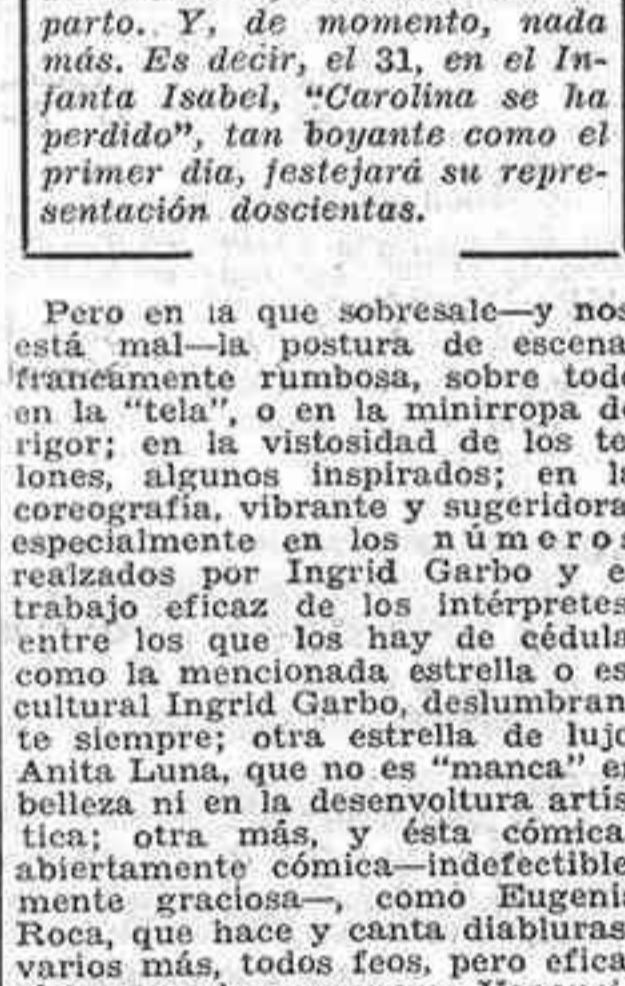 parto. Y, de momento, nada
más. Es decir, el 31, en el In-
fanta Isabel, “Carolina se ha
perdido”, tan boyante como el
primer día, festejará su repre-
sentación doscientas.
Pero en la que sobresale—y nos
está mal—la postura de escena
francamente rumbosa, sobre todo
en la “tela”, o en la minirropa de
rigor; en la vistosidad de los te
lones, algunos inspirados; en la
coreografía, vibrante y sugeridora
especialmente en los números
realzados por Ingrid Garbo y e
trabajo eficaz de los intérpretes
entre los que los hay de cédula
como la mencionada estrella o es
cultural Ingrid Garbo, deslumbran
te siempre; otra estrella de lujo
Anita Luna, que no es “manca” en
belleza ni en la desenvoltura artís
tica; otra más, y ésta cómica
abiertamente cómica—indefectible
mente graciosa—, como Eugenia
Roca, que hace y canta diabluras
varios más, todos feos, pero efica